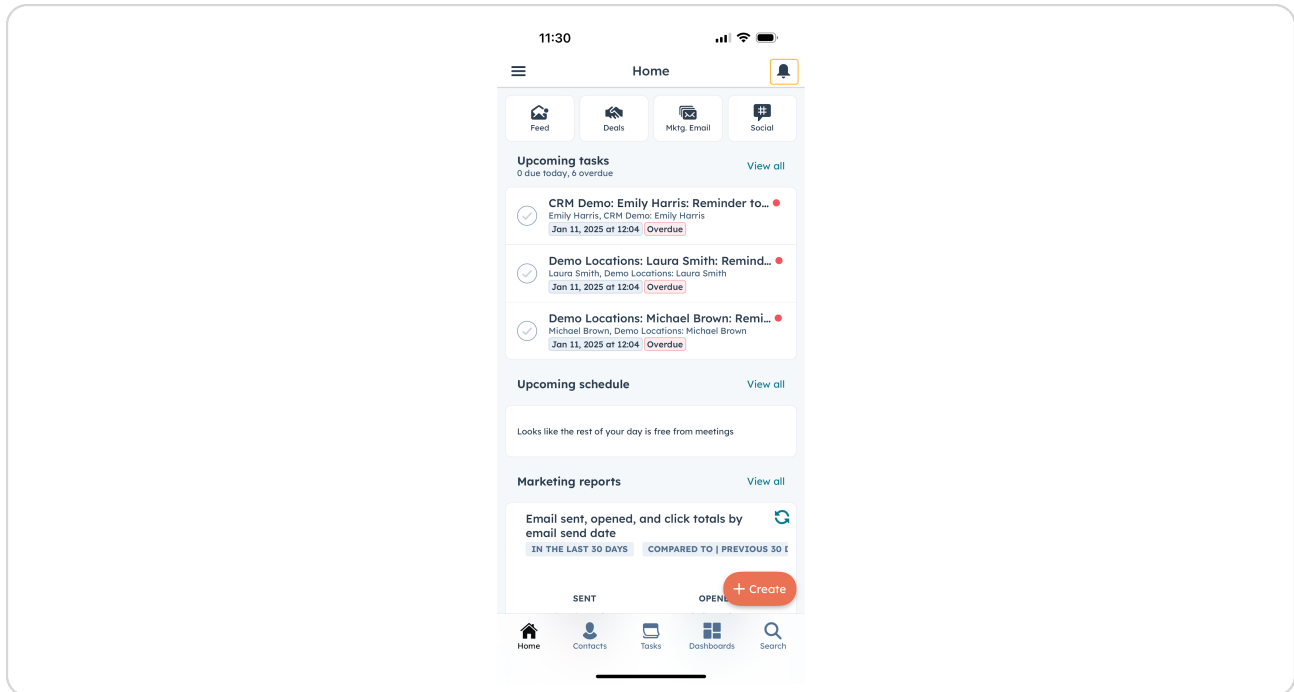 11:30
Home
Feed
Deals
Mktg. Email
Social
Upcoming tasks
View all
0 due today, 6 overdue
CRM Demo: Emily Harris: Reminder to...
Emily Harris, CRM Demo: Emily Harris
Jan 11, 2025 at 12:04 Overdue
Demo Locations: Laura Smith: Remind...
Laura Smith, Demo Locations: Laura Smith
Jan 11, 2025 at 12:04 Overdue
Demo Locations: Michael Brown: Remi...
Michael Brown, Demo Locations: Michael Brown
Jan 11, 2025 at 12:04 Overdue
Upcoming schedule
View all
Looks like the rest of your day is free from meetings
Marketing reports
View all
Email sent, opened, and click totals by
email send date
IN THE LAST 30 DAYS
COMPARED TO | PREVIOUS 30
SENT
+ Create
Home
Contacts
Tasks
Dashboards
Search